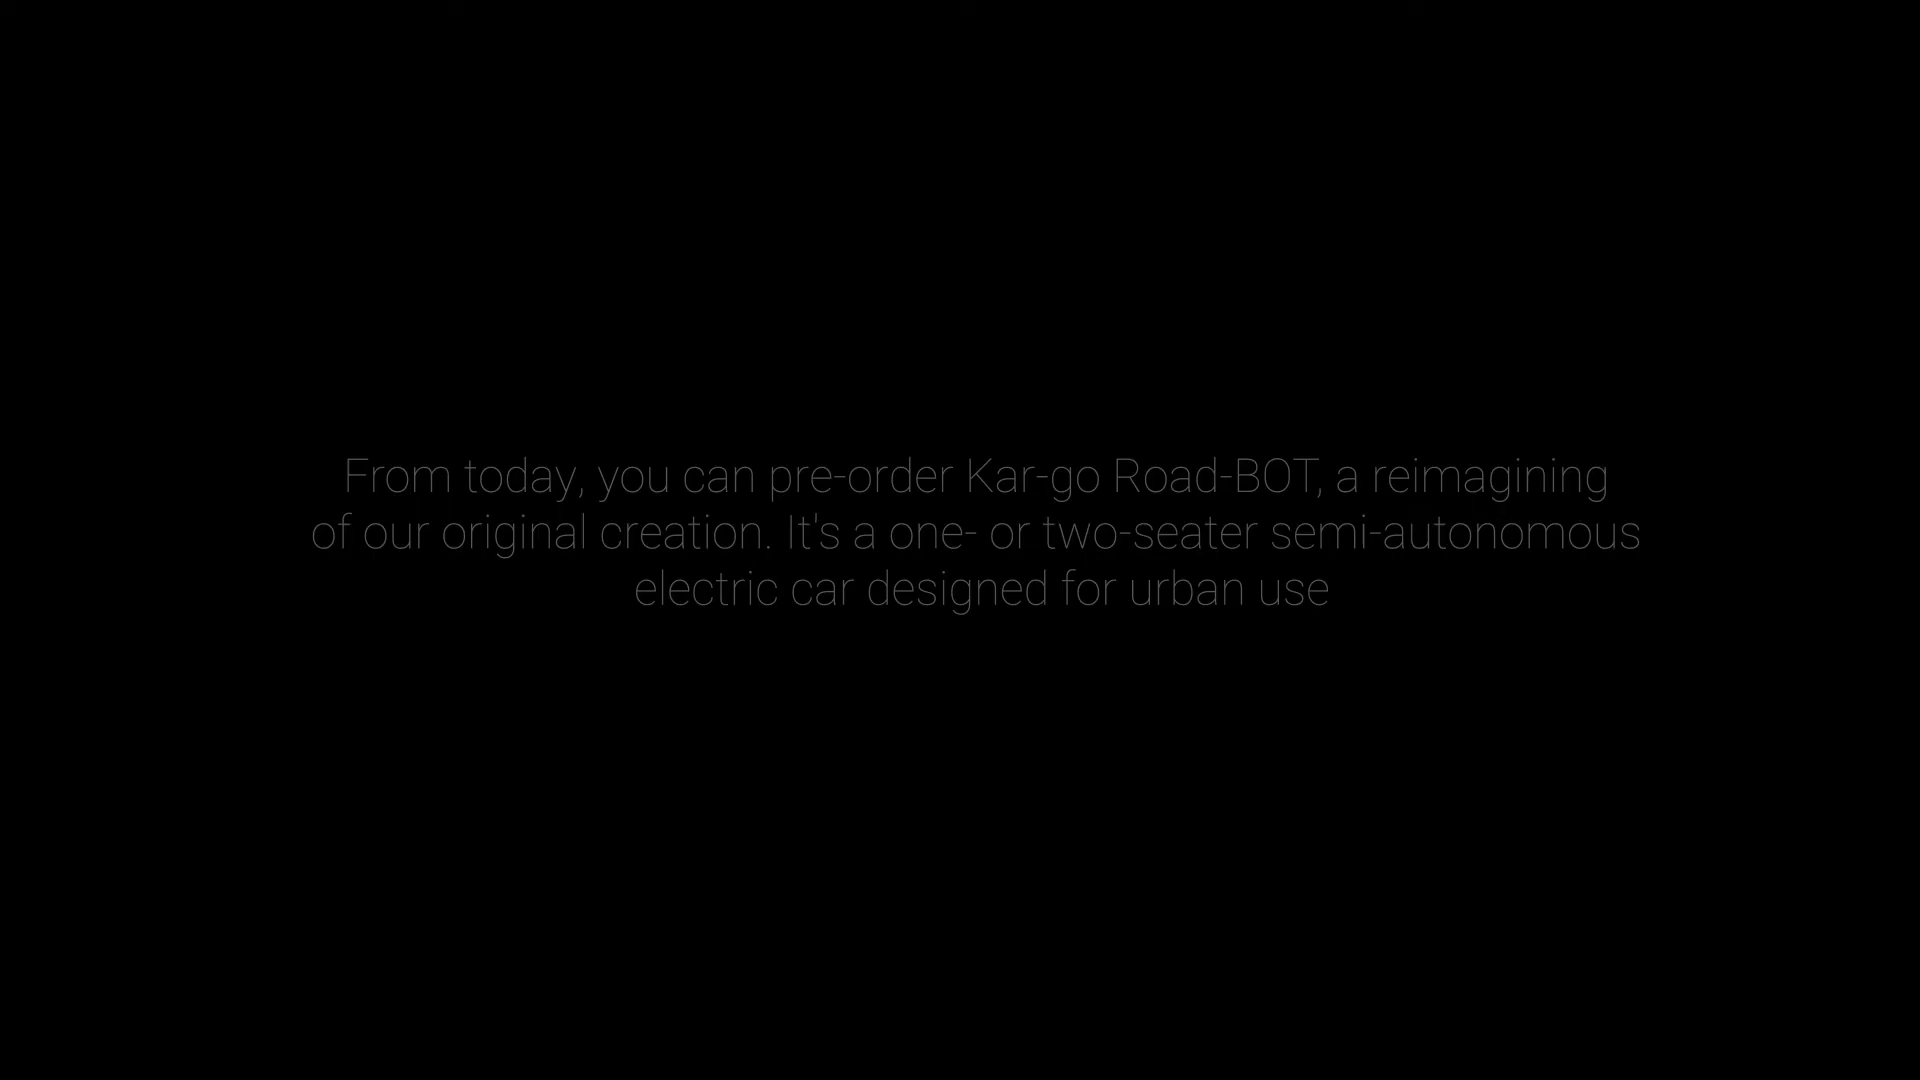 From today, you can pre-order Kar-go Road-BOT, a reimagining
of our original creation. It's a one- or two-seater semi-autonomous
electric car designed for urban use